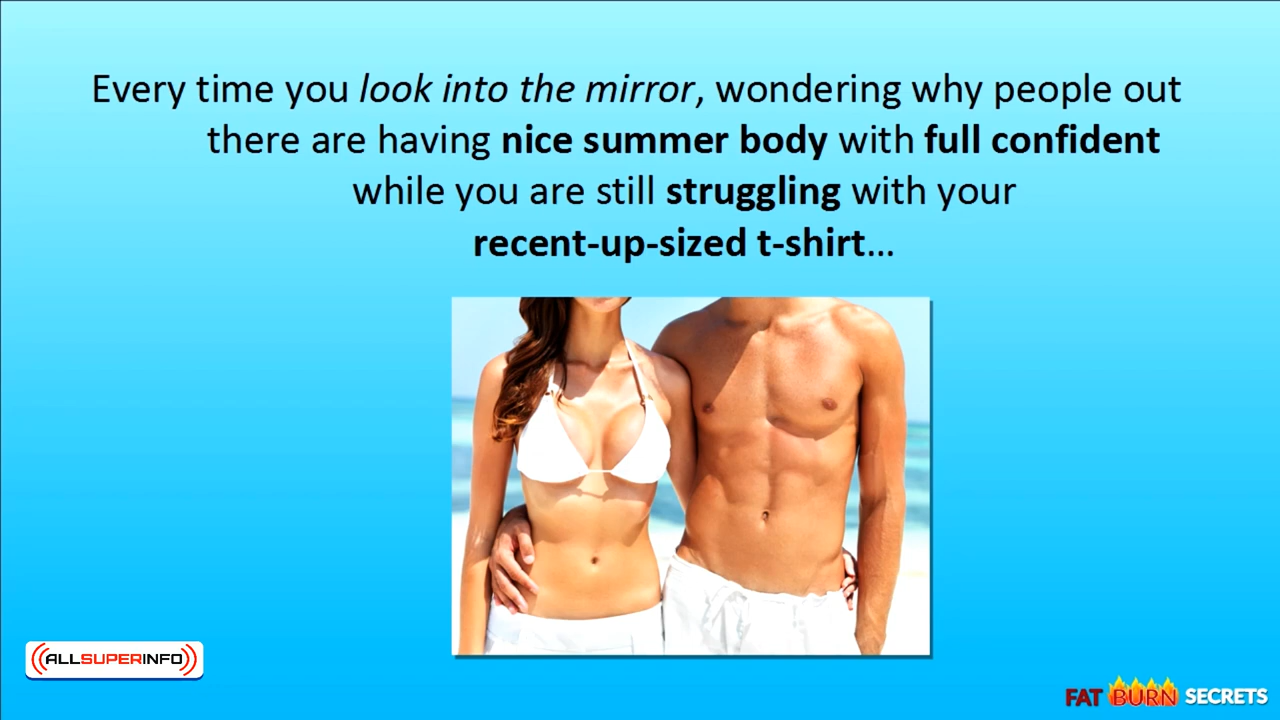 Every time you look into the mirror, wondering why people out
there are having nice summer body with full confident
while you are still struggling with your
recent-up-sized t-shirt...
((ALLSUPERINFO))
FAT BURN SECRETS